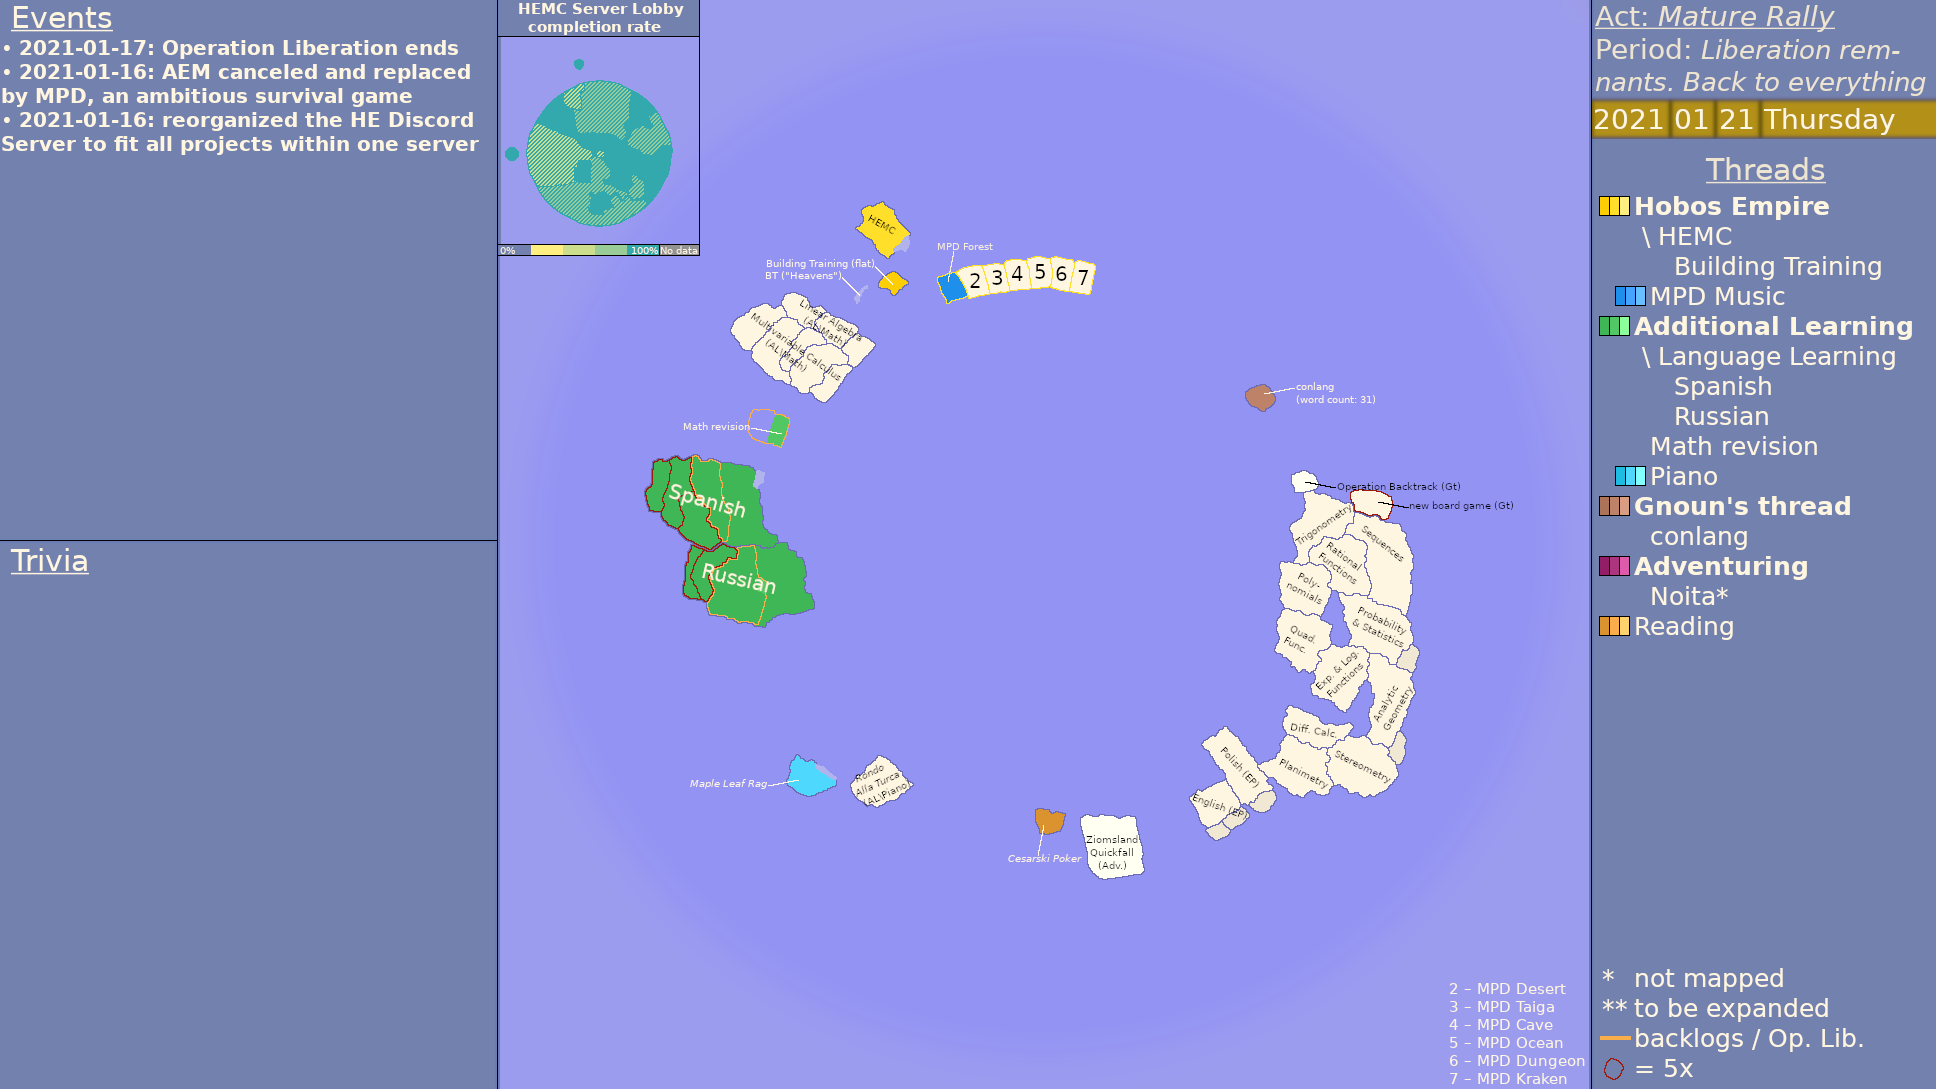 Events
• 2021-01-17: Operation Liberation ends
• 2021-01-16: AEM canceled and replaced
by MPD, an ambitious survival game
• 2021-01-16: reorganized the HE Discord
Server to fit all projects within one server
Trivia
HEMC Server Lobby
completion rate
0%
100%
No data
HEMC
MPD Forest
Building Training (flat)
BT ("Heavens")
2 3 4 5 6 7
Linear Algebra
(AL\Math)
Multivariable Calculus
(AL\Math)
Math revision
Spanish
Russian
conlang
(word count: 31)
Operation Backtrack (Gt)
new board game (Gt)
Trigonometry
Sequences
Rational
Functions
Poly-
nomials
Probability
& Statistics
Quad.
Func.
Exp. & Log.
Functions
Analytic
Geometry
Diff. Calc.
Stereometry
Planimetry
Polish (EP)
English (EP)
Maple Leaf Rag
Rondo
Alla Turca
(AL\Piano)
Cesarski Poker
Ziomsland
Quickfall
(Adv.)
2 – MPD Desert
3 – MPD Taiga
4 – MPD Cave
5 – MPD Ocean
6 – MPD Dungeon
7 – MPD Kraken
Act: Mature Rally
Period: Liberation rem-
nants. Back to everything
2021 01 21 Thursday
Threads
Hobos Empire
\ HEMC
Building Training
MPD Music
Additional Learning
\ Language Learning
Spanish
Russian
Math revision
Piano
Gnoun's thread
conlang
Adventuring
Noita*
Reading
* not mapped
** to be expanded
backlogs / Op. Lib.
= 5x